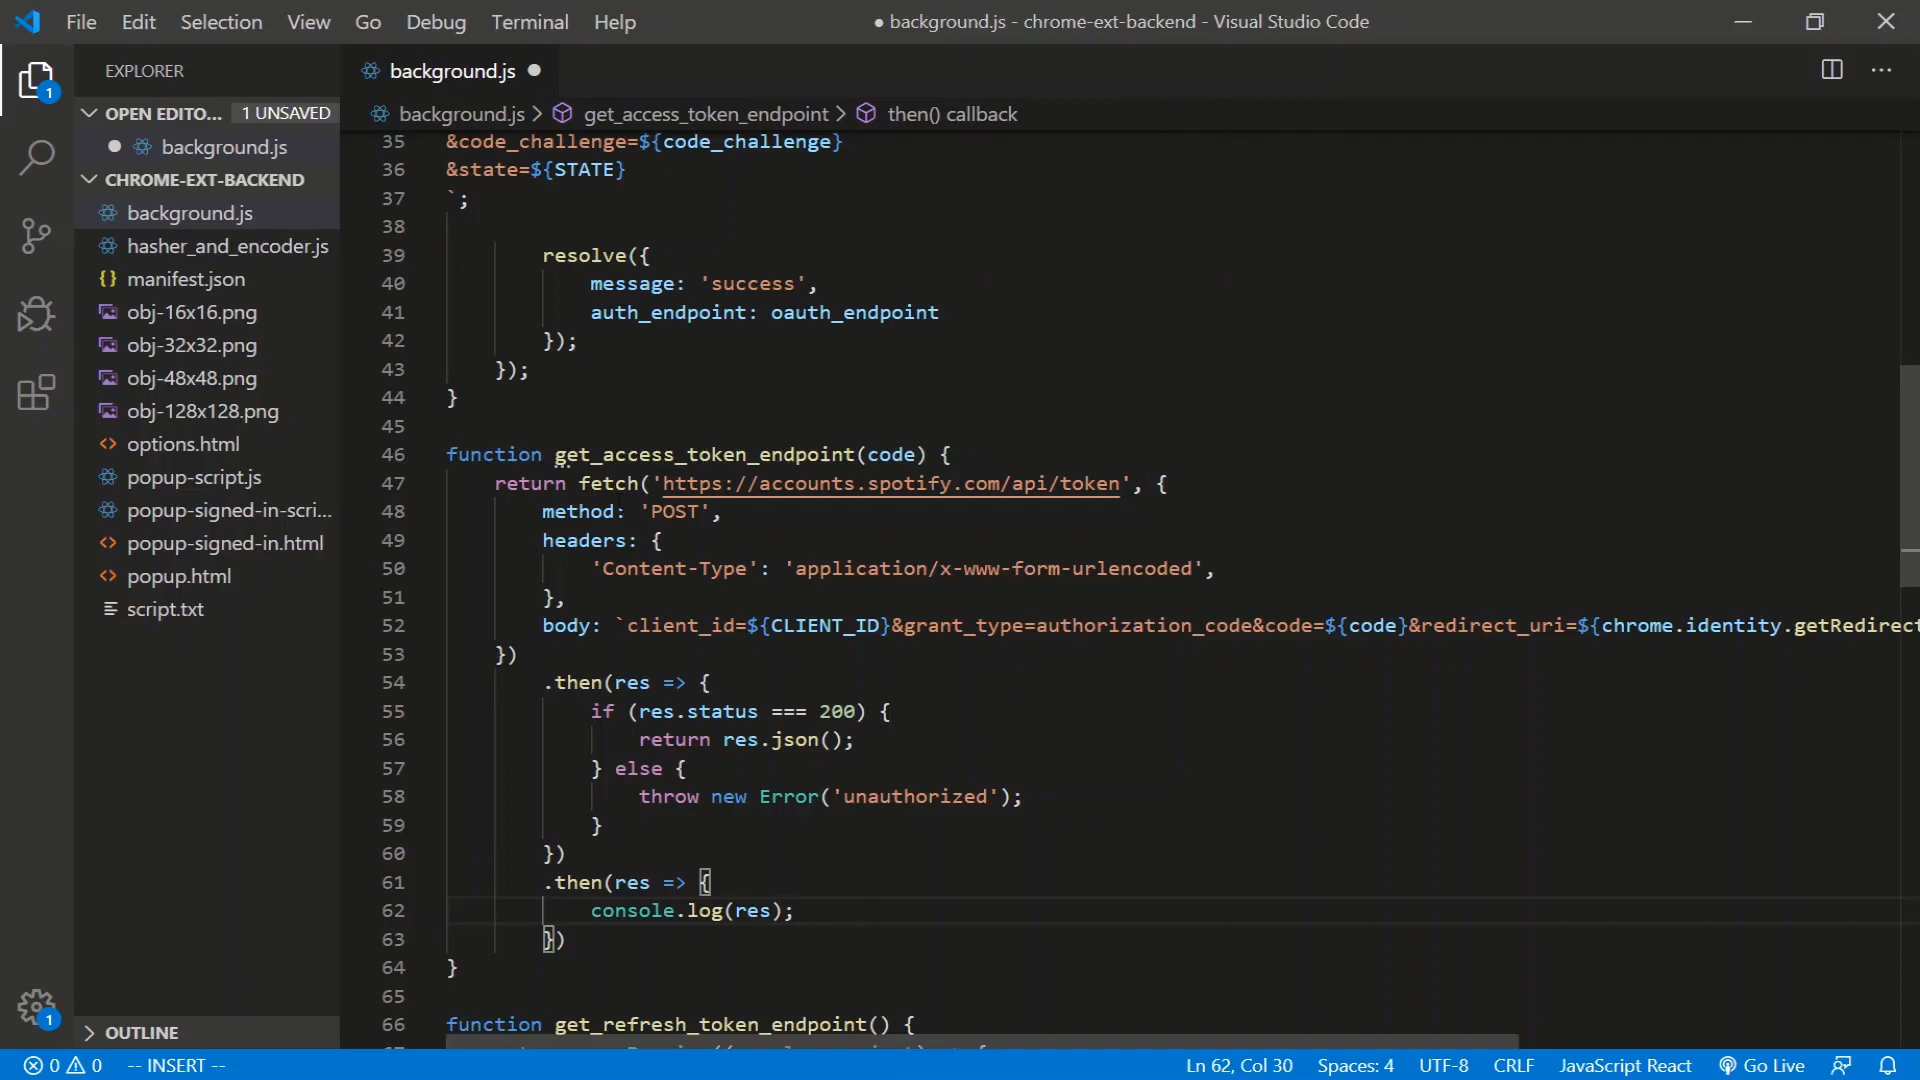 File Edit Selection View Go Debug Terminal Help
● background.js - chrome-ext-backend - Visual Studio Code
EXPLORER
OPEN EDITO... 1 UNSAVED
background.js
CHROME-EXT-BACKEND
background.js
hasher_and_encoder.js
manifest.json
obj-16x16.png
obj-32x32.png
obj-48x48.png
obj-128x128.png
options.html
popup-script.js
popup-signed-in-scri...
popup-signed-in.html
popup.html
script.txt
OUTLINE
1
1
background.js
background.js > get_access_token_endpoint > then() callback
35 &code_challenge=${code_challenge}
36 &state=${STATE}
37 `;
38
39 resolve({
40 message: 'success',
41 auth_endpoint: oauth_endpoint
42 });
43 });
44 }
45
46 function get_access_token_endpoint(code) {
47 return fetch('https://accounts.spotify.com/api/token', {
48 method: 'POST',
49 headers: {
50 'Content-Type': 'application/x-www-form-urlencoded',
51 },
52 body: `client_id=${CLIENT_ID}&grant_type=authorization_code&code=${code}&redirect_uri=${chrome.identity.getRedirect
53 })
54 .then(res => {
55 if (res.status === 200) {
56 return res.json();
57 } else {
58 throw new Error('unauthorized');
59 }
60 })
61 .then(res => {
62 console.log(res);
63 })
64 }
65
66 function get_refresh_token_endpoint() {
0 0 -- INSERT -- Ln 62, Col 30 Spaces: 4 UTF-8 CRLF JavaScript React Go Live